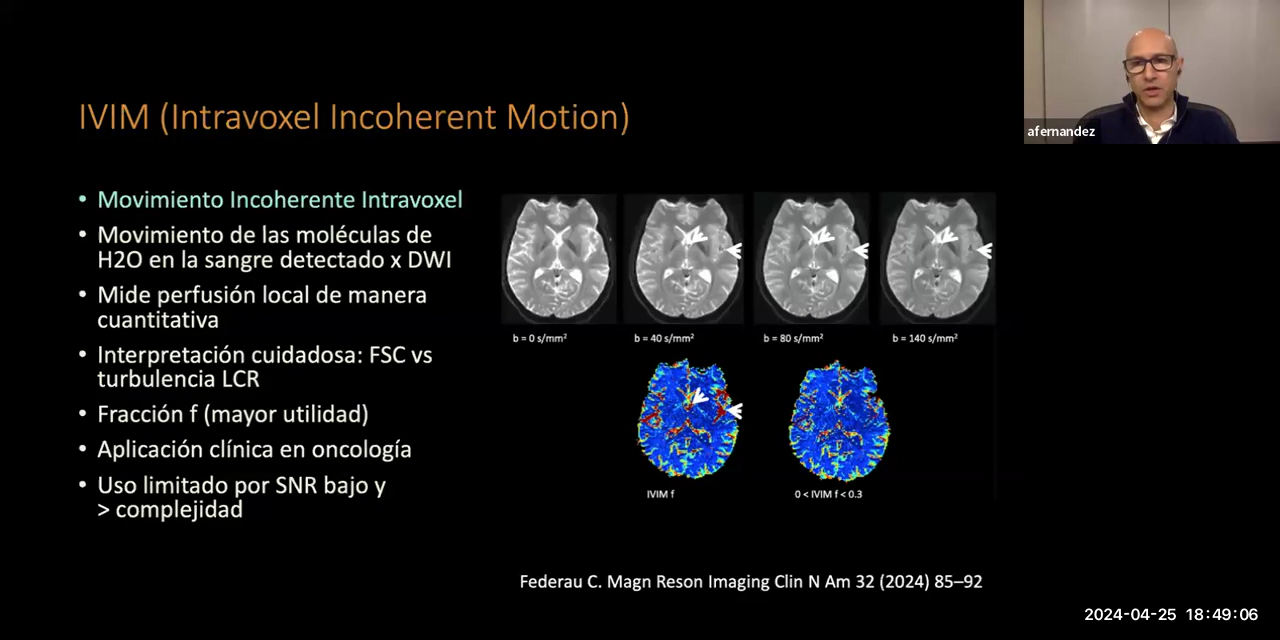 afernandez
IVIM (Intravoxel Incoherent Motion)
• Movimiento Incoherente Intravoxel
• Movimiento de las moléculas de
H2O en la sangre detectado x DWI
• Mide perfusión local de manera
cuantitativa
• Interpretación cuidadosa: FSC vs
turbulencia LCR
• Fracción f (mayor utilidad)
• Aplicación clínica en oncología
• Uso limitado por SNR bajo y
> complejidad
b = 0 s/mm²
b = 40 s/mm²
b = 80 s/mm²
b = 140 s/mm²
IVIM f
0 < IVIM f < 0.3
Federau C. Magn Reson Imaging Clin N Am 32 (2024) 85–92
2024-04-25 18:49:06